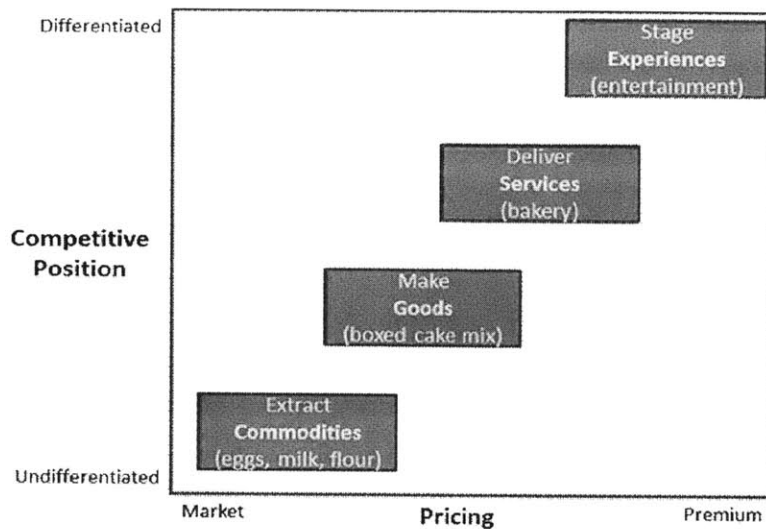 Differentiated
Stage
Experiences
(entertainment)
Deliver
Services
(bakery)
Competitive
Position
Make
Goods
(boxed cake mix)
Extract
Commodities
(eggs, milk, flour)
Undifferentiated
Market
Pricing
Premium